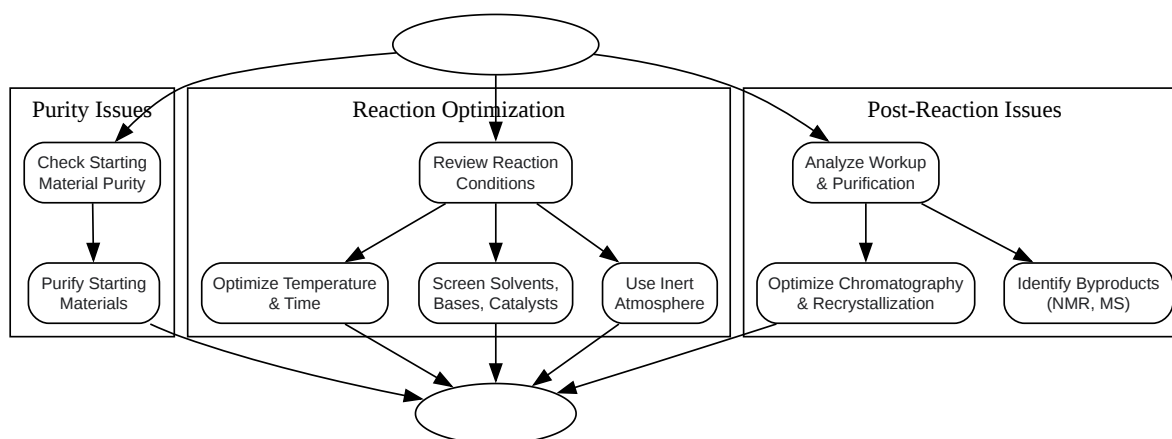 Purity Issues
Reaction Optimization
Post-Reaction Issues
Check Starting
Material Purity
Review Reaction
Conditions
Analyze Workup
& Purification
Purify Starting
Materials
Optimize Temperature
& Time
Screen Solvents,
Bases, Catalysts
Use Inert
Atmosphere
Optimize Chromatography
& Recrystallization
Identify Byproducts
(NMR, MS)